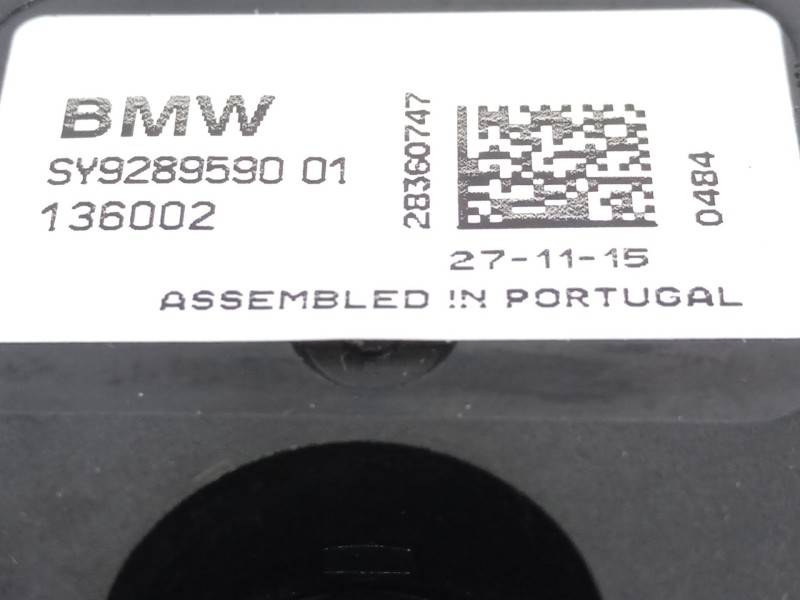 BMW
SY9289590 01
136002
28360747
0484
27-11-15
ASSEMBLED IN PORTUGAL